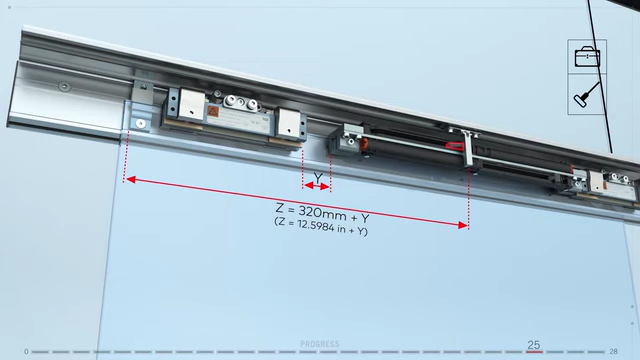 Y
Z = 320mm + Y
(Z = 12.5984 in + Y)
PROGRESS
25
0
28